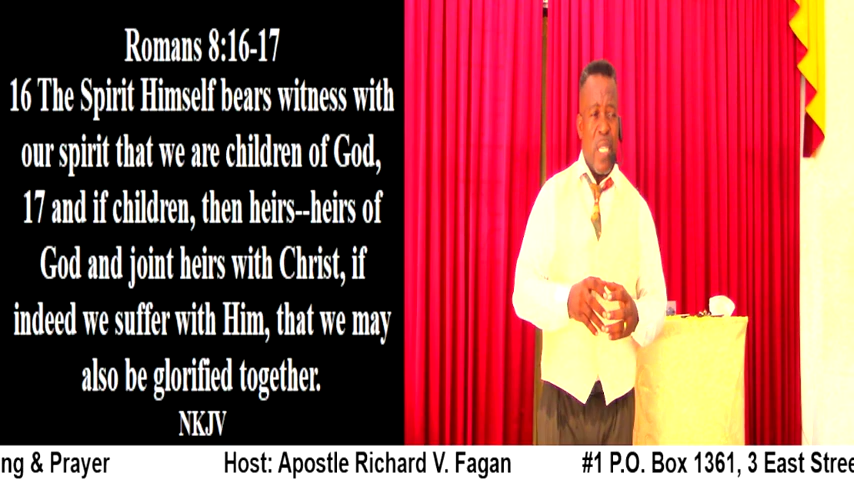 Romans 8:16-17
16 The Spirit Himself bears witness with
our spirit that we are children of God,
17 and if children, then heirs--heirs of
God and joint heirs with Christ, if
indeed we suffer with Him, that we may
also be glorified together.
NKJV
ng & Prayer Host: Apostle Richard V. Fagan #1 P.O. Box 1361, 3 East Stree